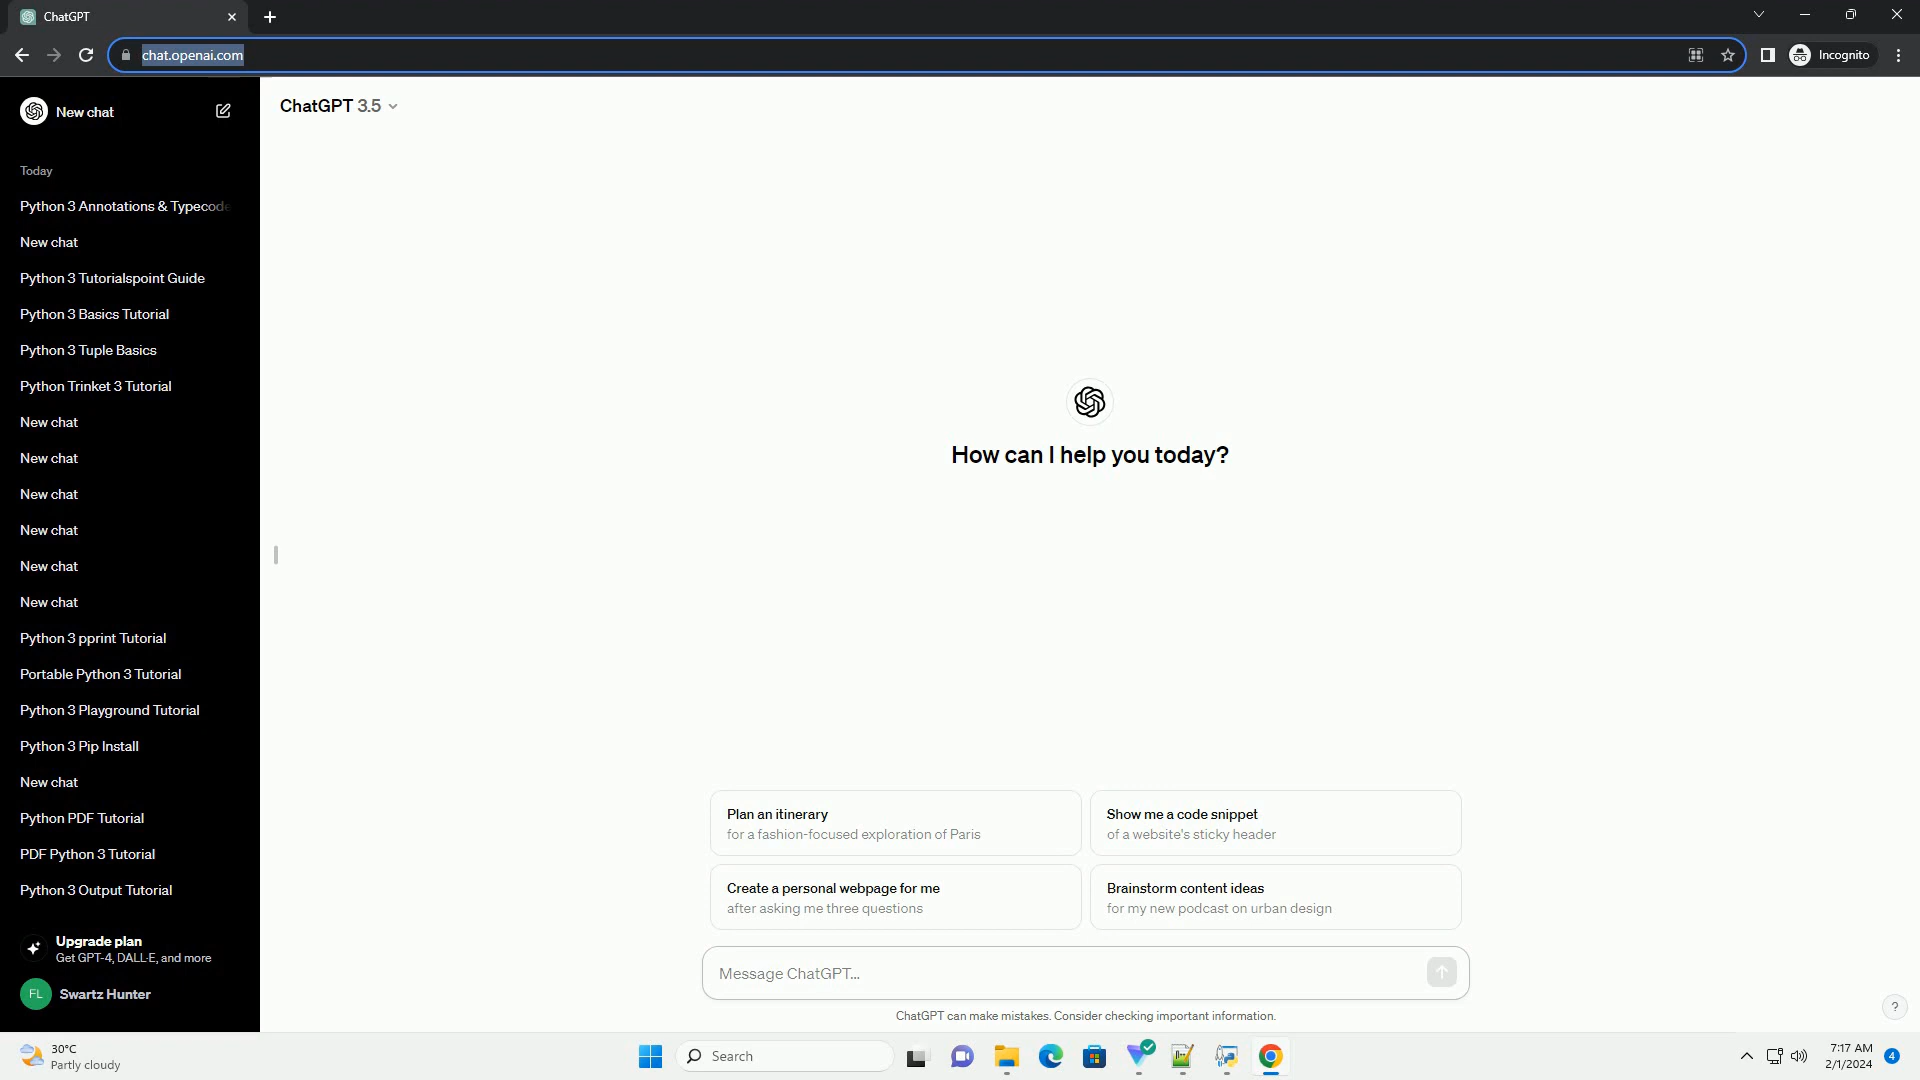 ChatGPT
chat.openai.com
Incognito
New chat
ChatGPT 3.5
Today
Python 3 Annotations & Typecode
New chat
Python 3 Tutorialspoint Guide
Python 3 Basics Tutorial
Python 3 Tuple Basics
Python Trinket 3 Tutorial
New chat
New chat
New chat
New chat
New chat
New chat
Python 3 pprint Tutorial
Portable Python 3 Tutorial
Python 3 Playground Tutorial
Python 3 Pip Install
New chat
Python PDF Tutorial
PDF Python 3 Tutorial
Python 3 Output Tutorial
Upgrade plan
Get GPT-4, DALL·E, and more
FL Swartz Hunter
How can I help you today?
Plan an itinerary
for a fashion-focused exploration of Paris
Show me a code snippet
of a website's sticky header
Create a personal webpage for me
after asking me three questions
Brainstorm content ideas
for my new podcast on urban design
Message ChatGPT...
ChatGPT can make mistakes. Consider checking important information.
?
30°C
Partly cloudy
Search
7:17 AM
2/1/2024
4